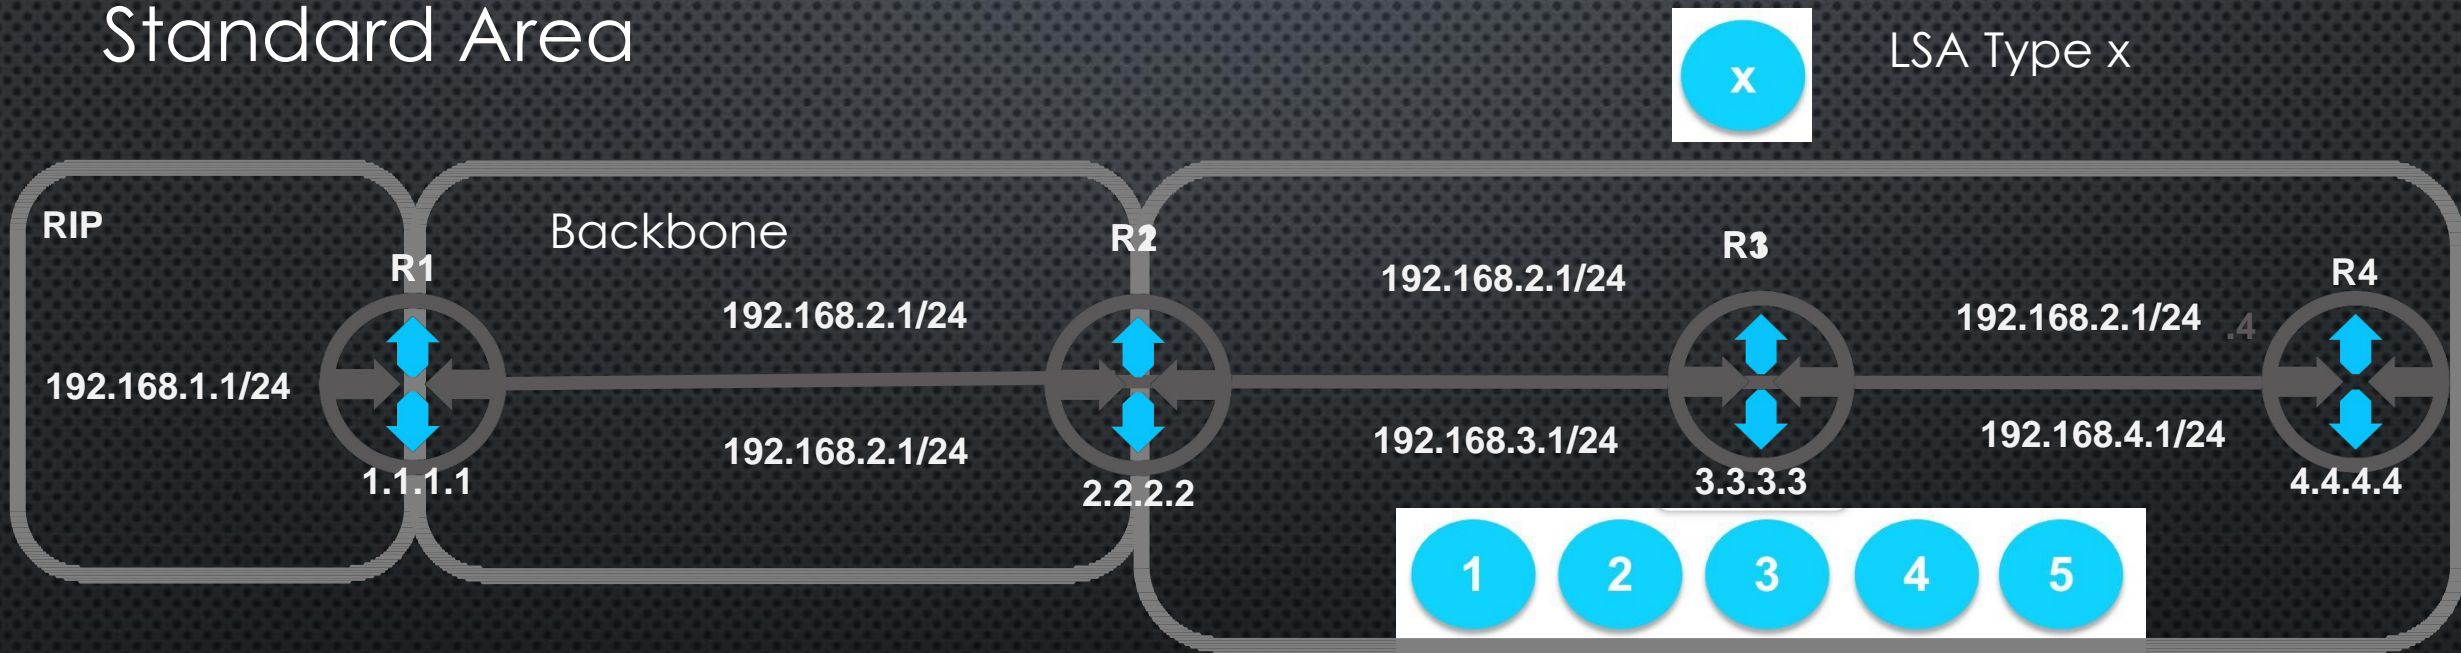 Standard Area
x
LSA Type x
RIP
Backbone
R1
R2
R3
R4
192.168.1.1/24
192.168.2.1/24
192.168.2.1/24
192.168.2.1/24
192.168.3.1/24
192.168.2.1/24
.4
192.168.4.1/24
1.1.1.1
2.2.2.2
3.3.3.3
4.4.4.4
1 2 3 4 5